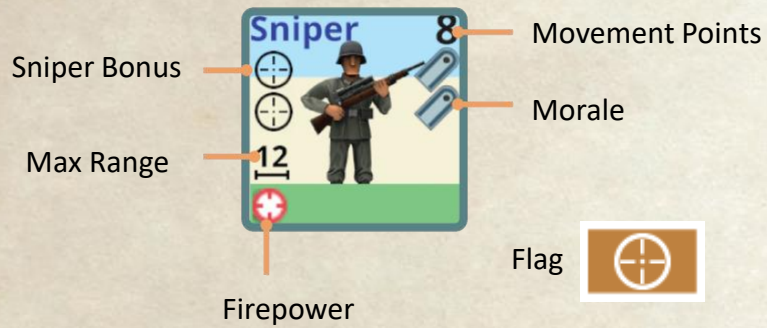 Sniper 8
Movement Points
Sniper Bonus
Morale
Max Range
12
Flag
Firepower